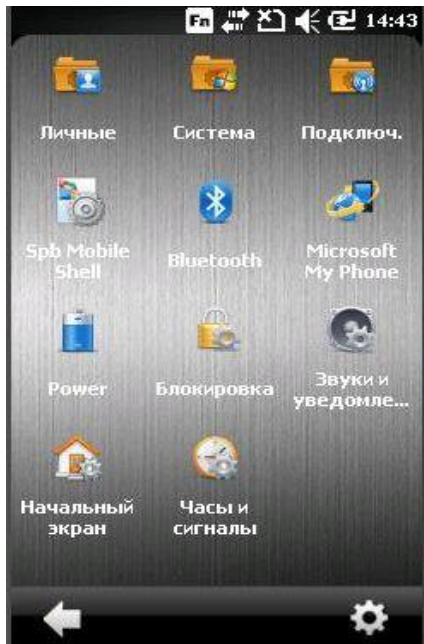 Fn 14:43
Личные Система Подключ.
Spb Mobile Shell Bluetooth Microsoft My Phone
Power Блокировка Звуки и уведомле...
Начальный экран Часы и сигналы